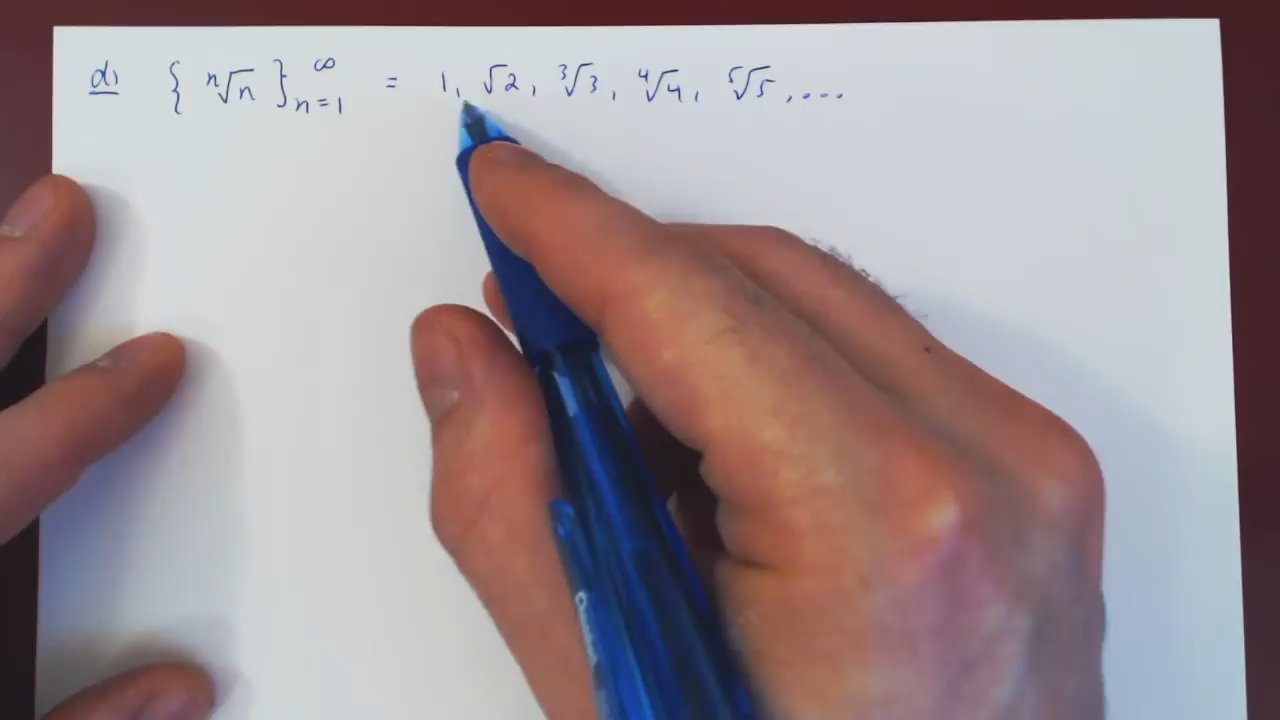 d) { ⁿ√n }ₙ₌₁^∞ = 1, √2, ³√3, ⁴√4, ⁵√5, ....